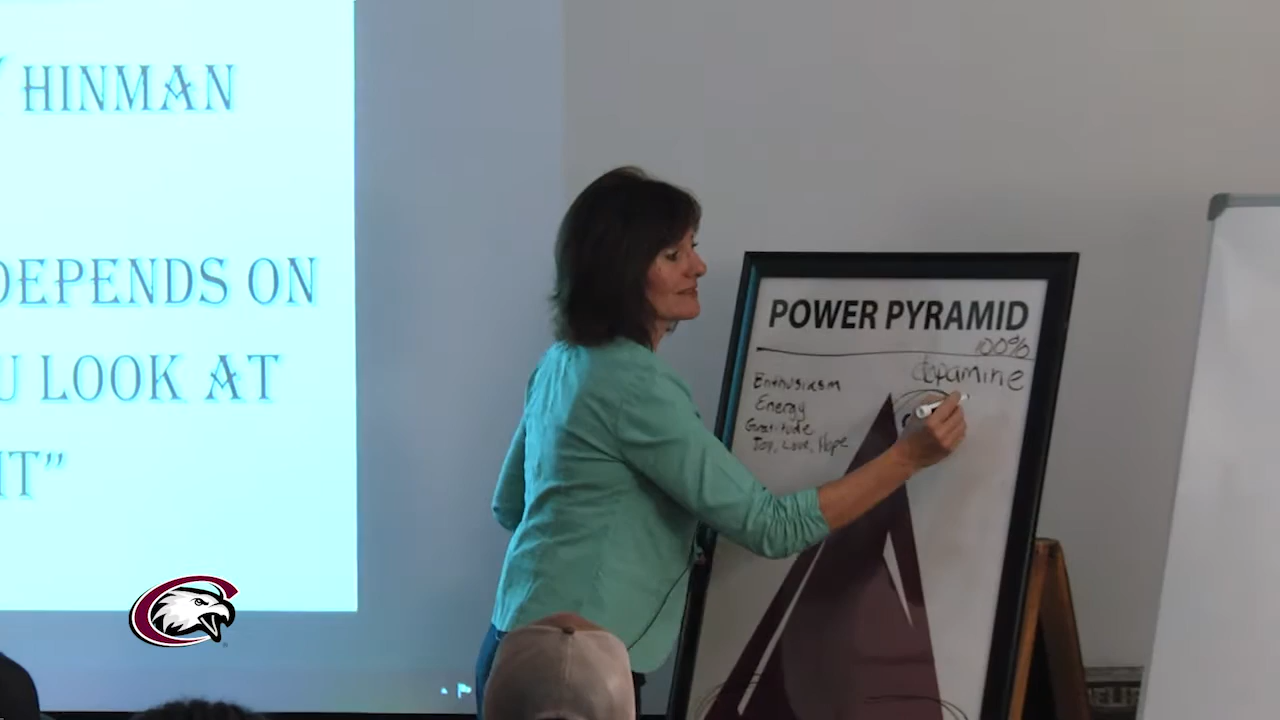 HINMAN
DEPENDS ON
U LOOK AT
IT”
POWER PYRAMID
100%
dopamine
Enthusiasm
Energy
Gratitude
Joy, Love, Hope